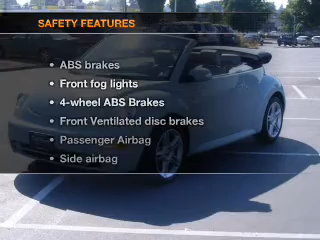 SAFETY FEATURES
• ABS brakes
• Front fog lights
• 4-wheel ABS Brakes
• Front Ventilated disc brakes
• Passenger Airbag
• Side airbag